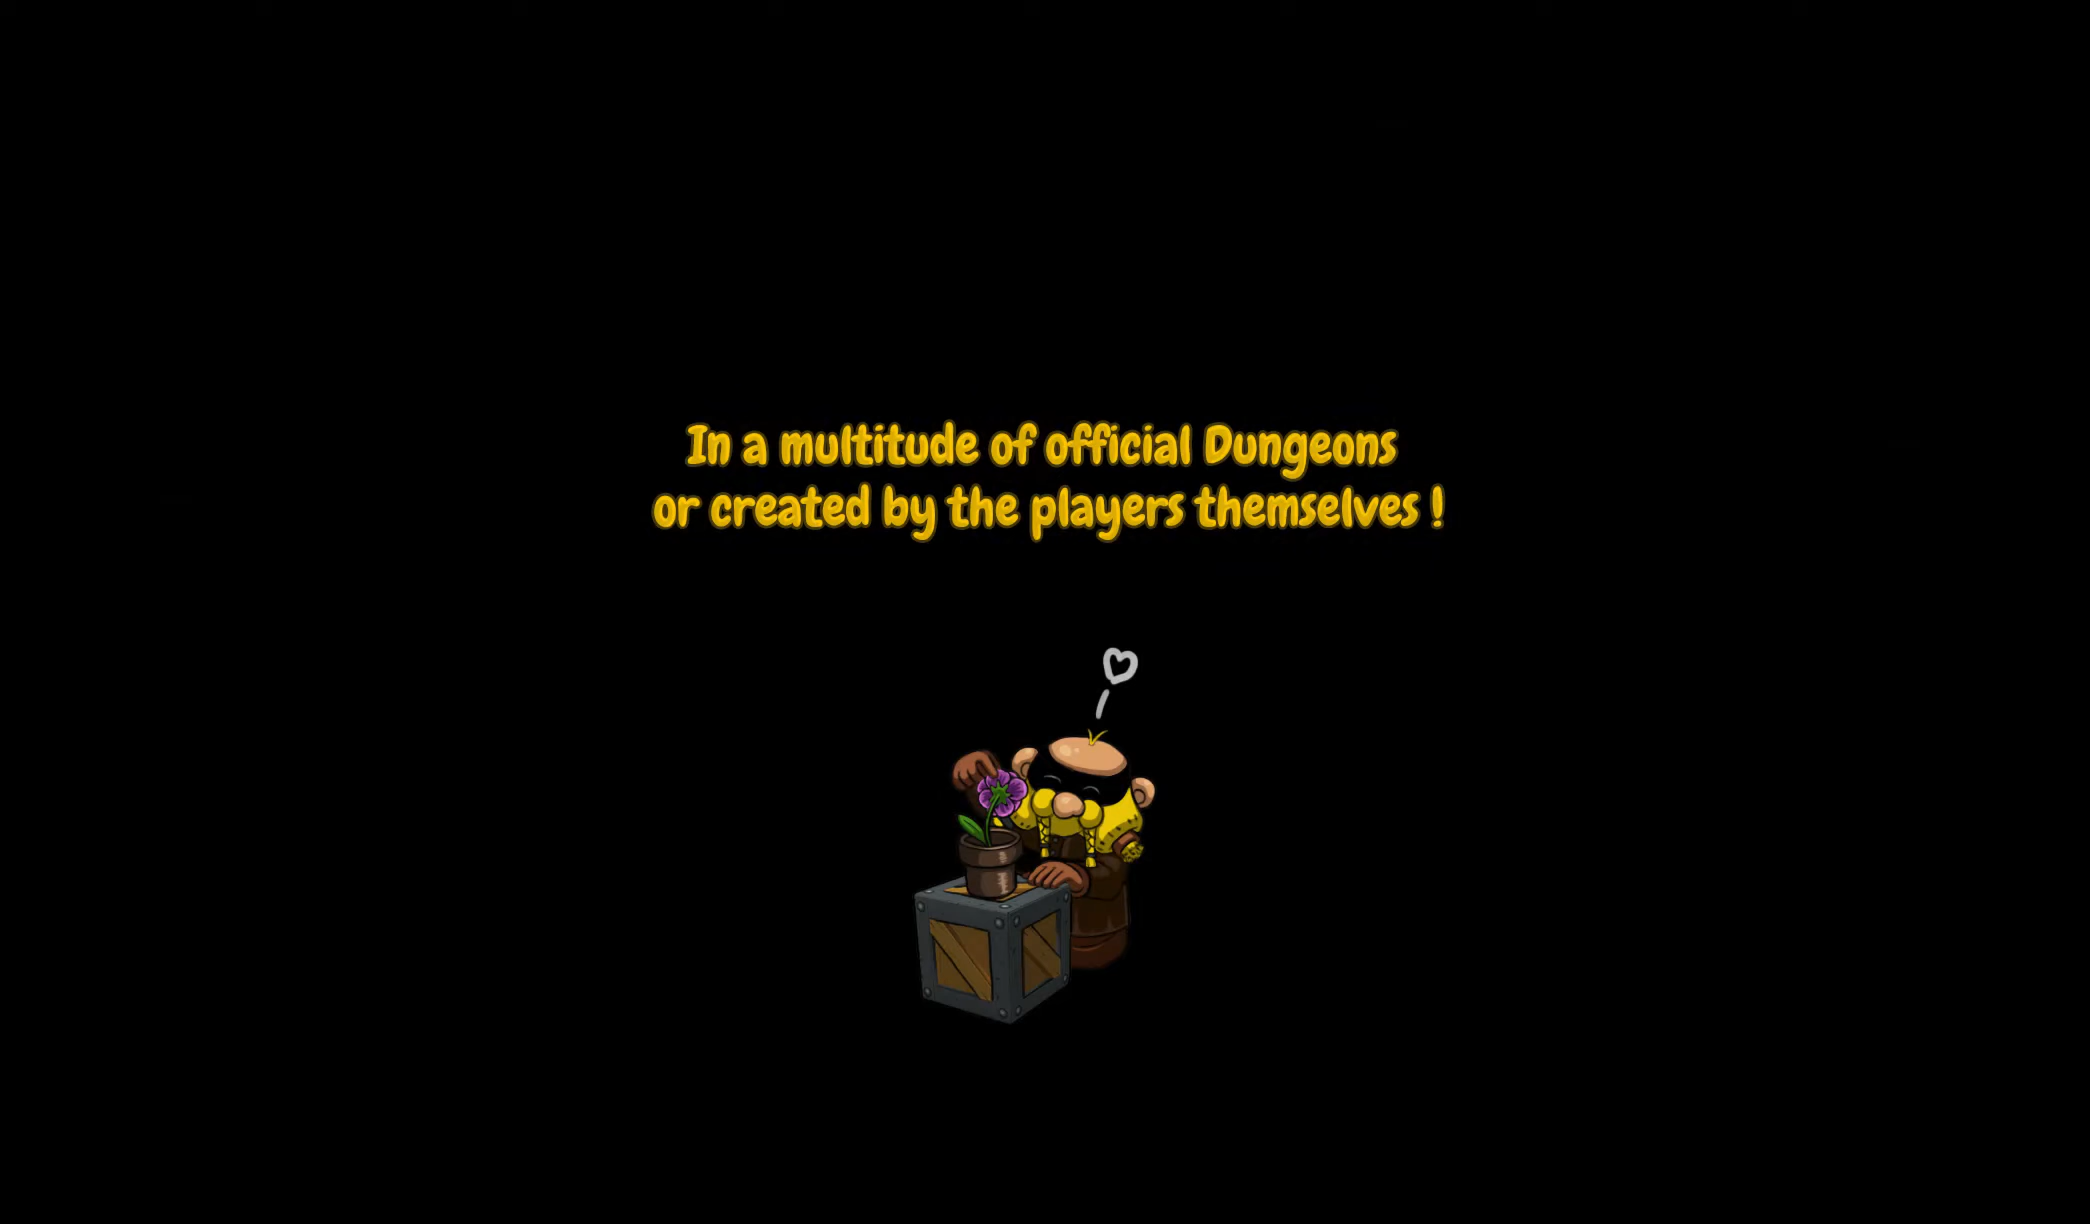 In a multitude of official Dungeons
or created by the players themselves !